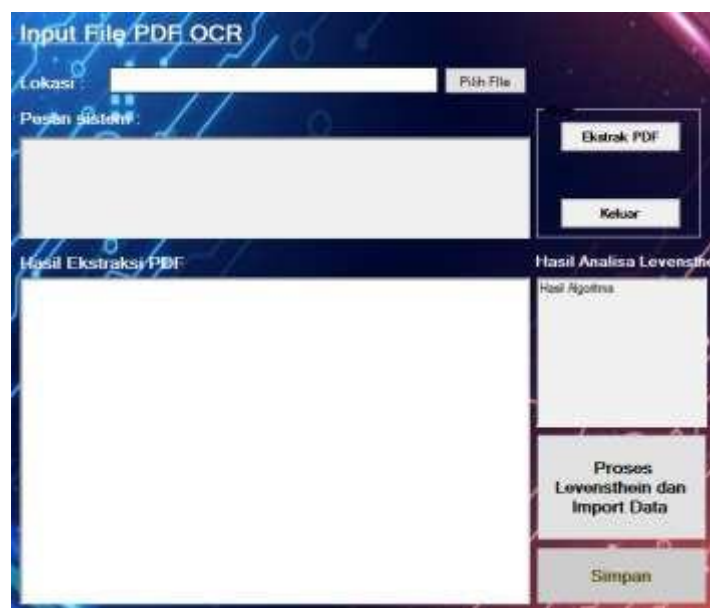 Input File PDF OCR
Lokasi :
Pilih File
Pesan sistem :
Ekstrak PDF
Keluar
Hasil Ekstraksi PDF
Hasil Analisa Levensthe
Hasil Algoritma
Proses
Levensthein dan
Import Data
Simpan